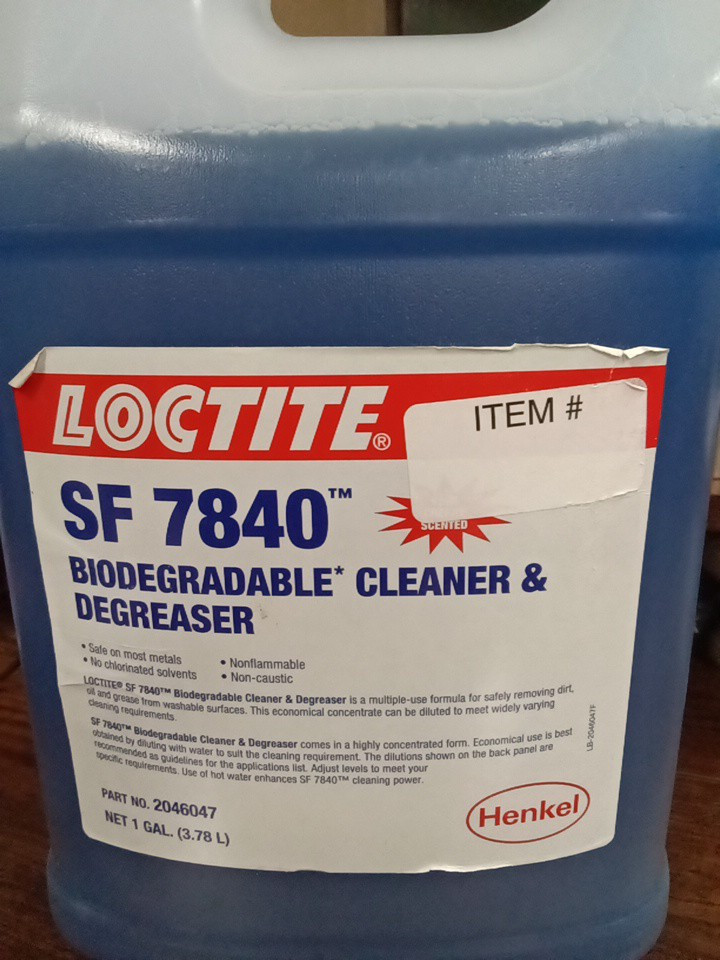 LOCTITE®
ITEM #
SF 7840™
SCENTED
BIODEGRADABLE* CLEANER &
DEGREASER
• Safe on most metals
• No chlorinated solvents
• Nonflammable
• Non-caustic
LOCTITE® SF 7840™ Biodegradable Cleaner & Degreaser is a multiple-use formula for safely removing dirt,
oil and grease from washable surfaces. This economical concentrate can be diluted to meet widely varying
cleaning requirements.
SF 7840™ Biodegradable Cleaner & Degreaser comes in a highly concentrated form. Economical use is best
obtained by diluting with water to suit the cleaning requirement. The dilutions shown on the back panel are
recommended as guidelines for the applications list. Adjust levels to meet your
specific requirements. Use of hot water enhances SF 7840™ cleaning power.
LB-2046047F
PART NO. 2046047
NET 1 GAL. (3.78 L)
Henkel